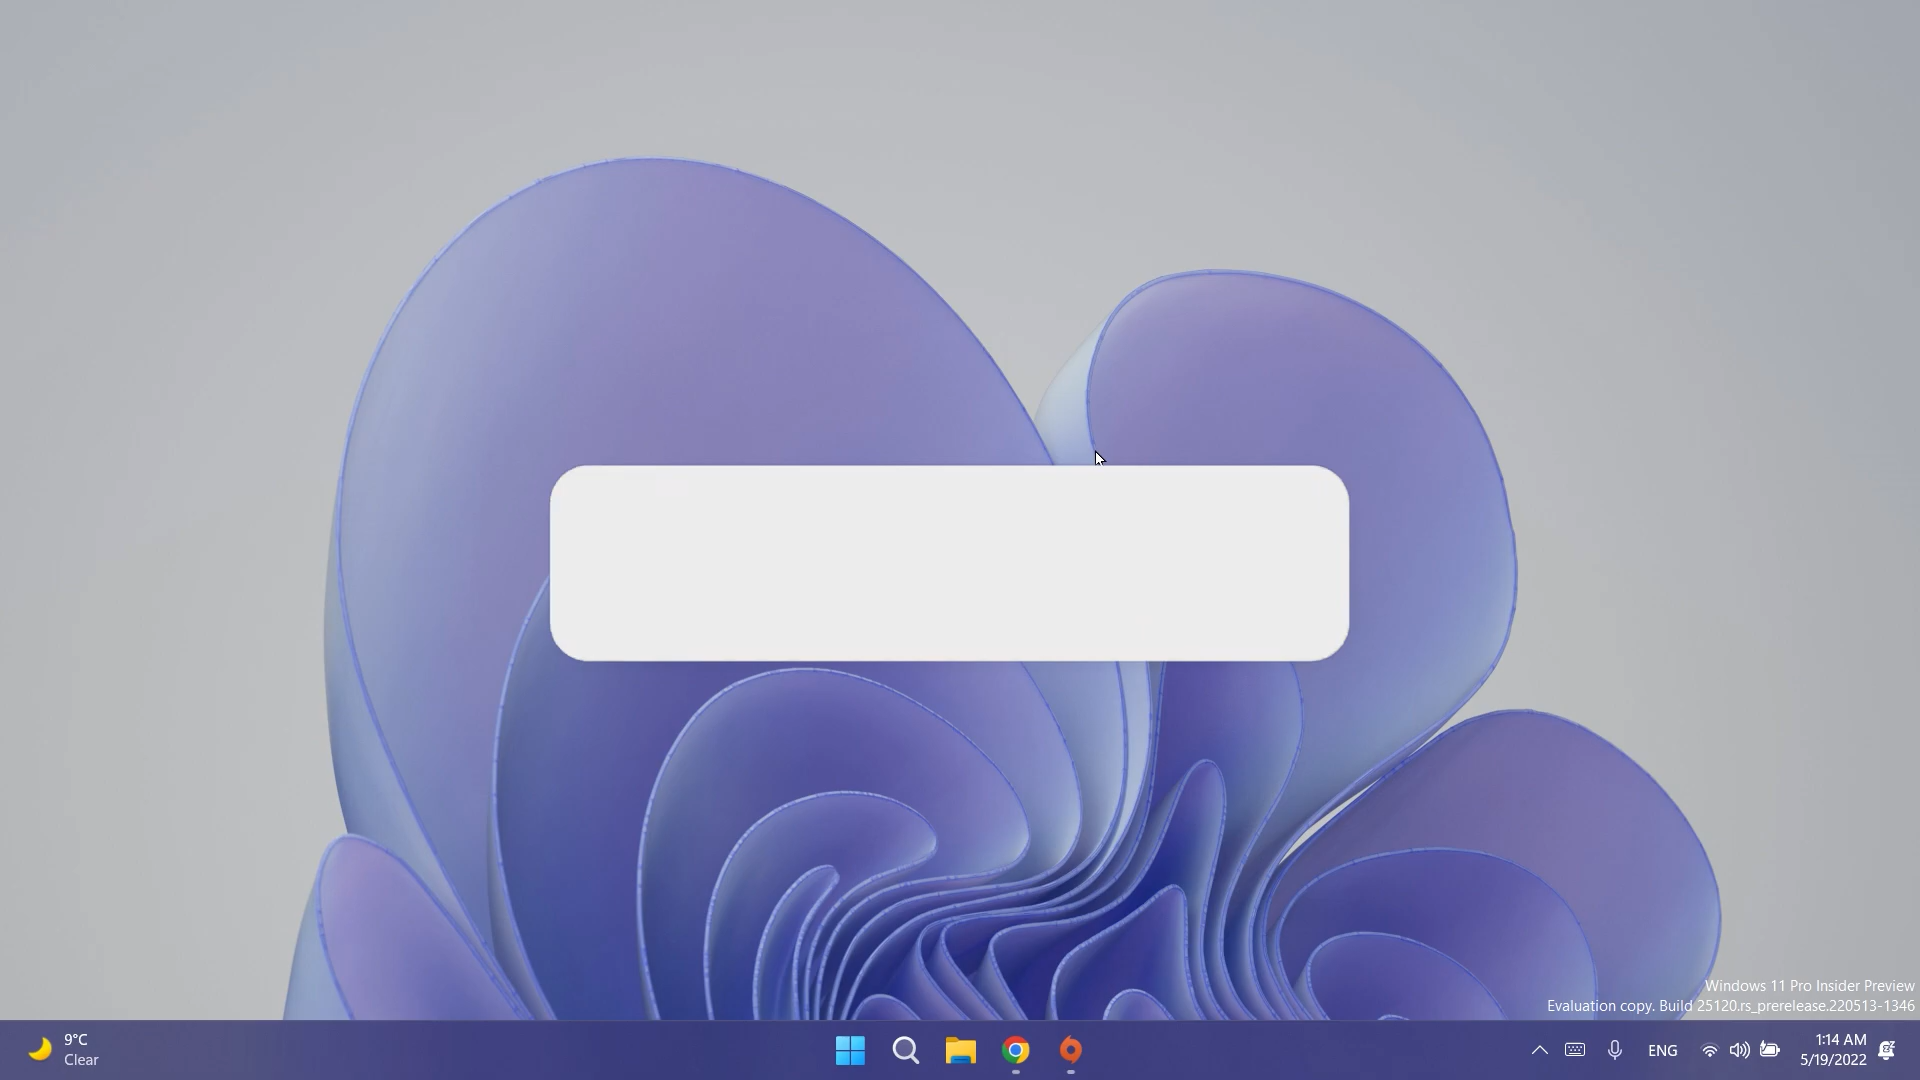 Windows 11 Pro Insider Preview
Evaluation copy. Build 25120.rs_prerelease.220513-1346
9°C
Clear
ENG
1:14 AM
5/19/2022